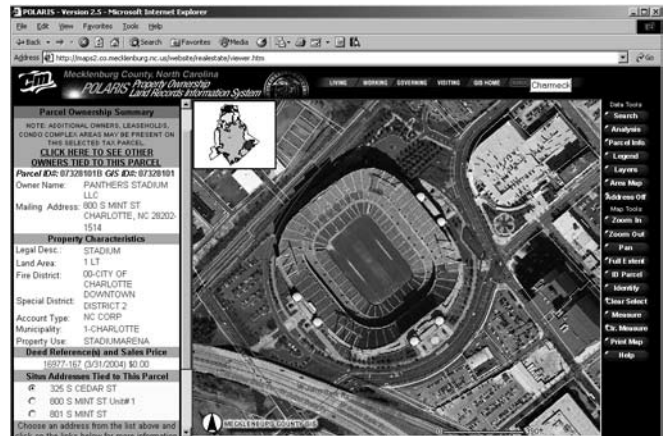 POLARIS - Version 2.5 - Microsoft Internet Explorer
File Edit View Favorites Tools Help
Back Search Favorites Media
Address http://maps2.co.mecklenburg.nc.us/website/realestate/viewer.htm Go
Mecklenburg County, North Carolina
POLARIS Property Ownership
Land Records Information System
LIVING WORKING GOVERNING VISITING GIS HOME Charmeck
Parcel Ownership Summary
NOTE: ADDITIONAL OWNERS, LEASEHOLDS,
CONDO COMPLEX AREAS MAY BE PRESENT ON
THIS SELECTED TAX PARCEL.
CLICK HERE TO SEE OTHER
OWNERS TIED TO THIS PARCEL
Parcel ID#: 07328101B GIS ID#: 07328101
Owner Name: PANTHERS STADIUM
LLC
Mailing Address: 800 S MINT ST
CHARLOTTE, NC 28202-
1514
Property Characteristics
Legal Desc.: STADIUM
Land Area: 1 LT
Fire District: 00-CITY OF
CHARLOTTE
Special District: DOWNTOWN
DISTRICT 2
Account Type: NC CORP
Municipality: 1-CHARLOTTE
Property Use: STADIUMARENA
Deed Reference(s) and Sales Price
16977-167 (3/31/2004) $0.00
Situs Addresses Tied to This Parcel
325 S CEDAR ST
800 S MINT ST Unit# 1
801 S MINT ST
Choose an address from the list above and
click on the links below for more information
MECKLENBURG COUNTY GIS
Data Tools
Search
Analysis
Parcel Info
Legend
Layers
Area Map
Address Off
Map Tools
Zoom In
Zoom Out
Pan
Full Extent
ID Parcel
Identify
Clear Select
Measure
Clr. Measure
Print Map
Help